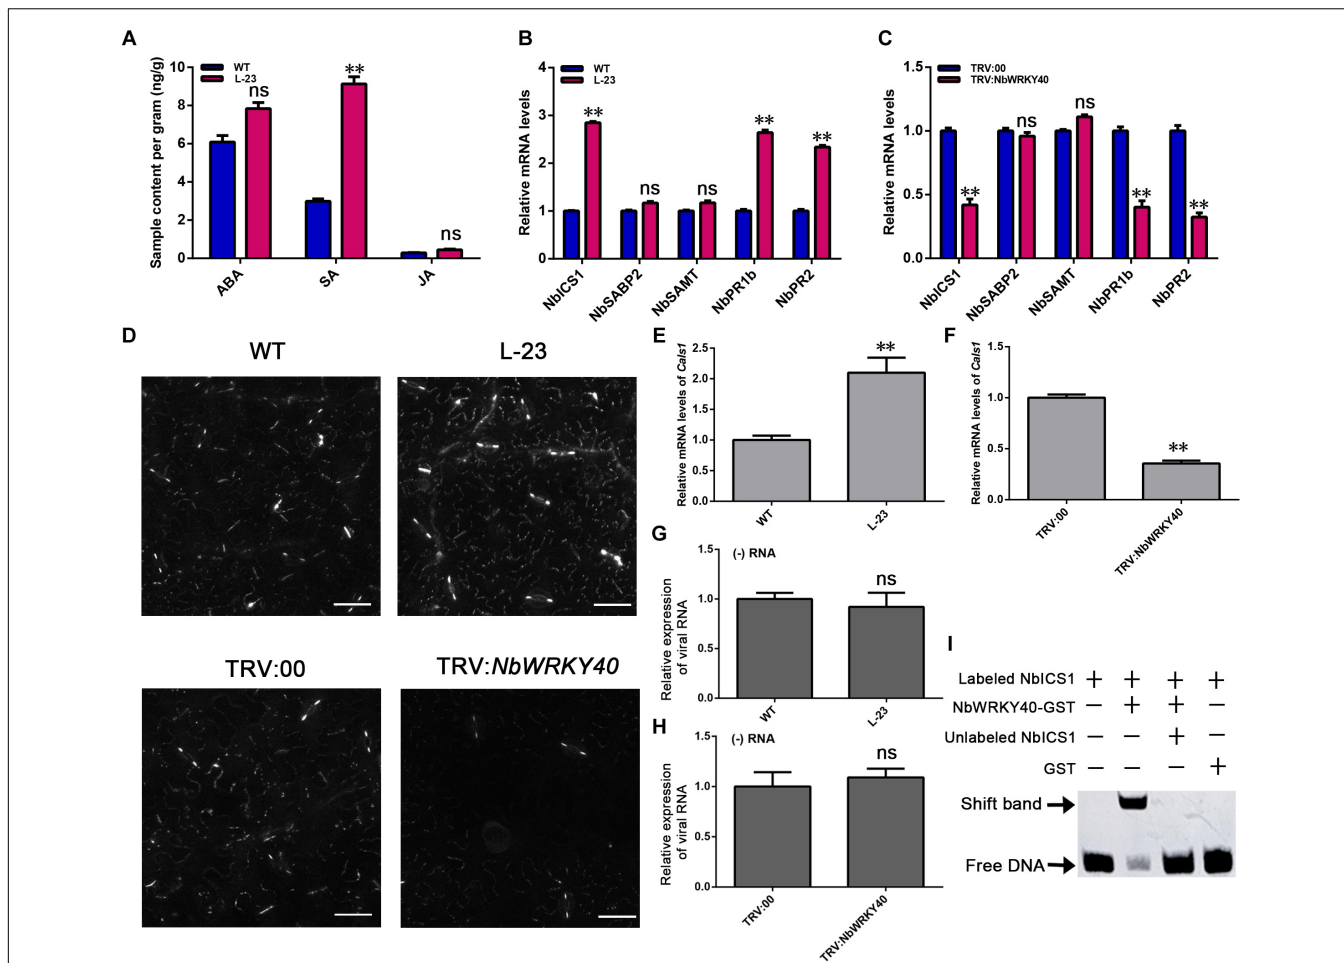 A
Sample content per gram (ng/g)
10
8
6
4
2
0
WT
L-23
ns
**
ns
ABA
SA
JA
B
Relative mRNA levels
4
3
2
1
0
WT
L-23
**
ns
ns
**
**
NbICS1
NbSABP2
NbSAMT
NbPR1b
NbPR2
C
Relative mRNA levels
1.5
1.0
0.5
0.0
TRV:00
TRV:NbWRKY40
**
ns
ns
**
**
NbICS1
NbSABP2
NbSAMT
NbPR1b
NbPR2
D
WT
L-23
TRV:00
TRV:NbWRKY40
E
Relative mRNA levels of Cals1
2.5
2.0
1.5
1.0
0.5
0.0
**
WT
L-23
F
Relative mRNA levels of Cals1
1.5
1.0
0.5
0.0
**
TRV:00
TRV:NbWRKY40
G
Relative expression
of viral RNA
1.5
1.0
0.5
0.0
(-) RNA
ns
WT
L-23
H
Relative expression
of viral RNA
1.5
1.0
0.5
0.0
(-) RNA
ns
TRV:00
TRV:NbWRKY40
I
Labeled NbICS1 + + + +
NbWRKY40-GST − + + −
Unlabeled NbICS1 − − + −
GST − − − +
Shift band
Free DNA